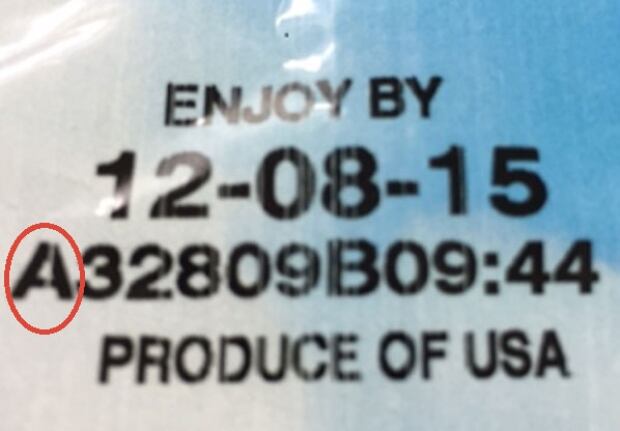 ENJOY BY
12-08-15
A32809B09:44
PRODUCE OF USA